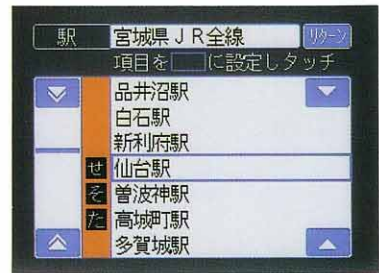 駅 宮城県JR全線 リターン
項目を　に設定しタッチ
品井沼駅
白石駅
新利府駅
せ 仙台駅
そ 曽波神駅
た 高城町駅
多賀城駅